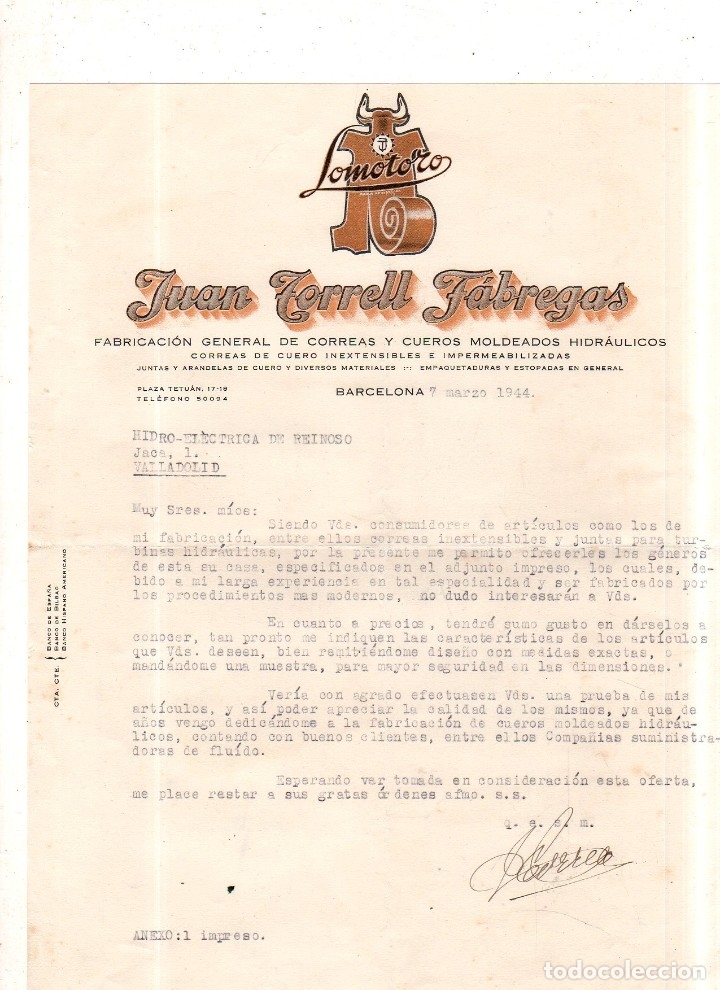 Lomotoro
Juan Torrell Fábregas
FABRICACIÓN GENERAL DE CORREAS Y CUEROS MOLDEADOS HIDRÁULICOS
CORREAS DE CUERO INEXTENSIBLES E IMPERMEABILIZADAS
JUNTAS Y ARANDELAS DE CUERO Y DIVERSOS MATERIALES :-: EMPAQUETADURAS Y ESTOPADAS EN GENERAL
PLAZA TETUÁN, 17-18
TELÉFONO 50094
BARCELONA 7 marzo 1944.
HIDRO-ELÈCTRICA DE REINOSO
Jaca, 1.
VALLADOLID
Muy Sres. míos:
Siendo Vds. consumidores de artículos como los de
mi fabricación, entre ellos correas inextensibles y juntas para tur-
binas hidráulicas, por la presente me permito ofrecerles los géneros
de esta su casa, especificados en el adjunto impreso, los cuales, de-
bido a mi larga experiencia en tal especialidad y ser fabricados por
los procedimientos mas modernos, no dudo interesarán a Vds.
En cuanto a precios, tendré sumo gusto en dárselos a
conocer, tan pronto me indiquen las características de los artículos
que Vds. deseen, bien remitiéndome diseño con medidas exactas, o
mandándome una muestra, para mayor seguridad en las dimensiones.
Vería con agrado efectuasen Vds. una prueba de mis
artículos, y así poder apreciar la calidad de los mismos, ya que de
años vengo dedicándome a la fabricación de cueros moldeados hidráu-
licos, contando con buenos clientes, entre ellos Compañias suministra-
doras de fluído.
Esperando ver tomada en consideración esta oferta,
me place restar a sus gratas órdenes afmo. s.s.
q. e. s. m.
ANEXO:1 impreso.
CTA. CTE.
BANCO DE ESPAÑA
BANCO DE BILBAO
BANCO HISPANO AMERICANO
todocoleccion
todocoleccion.net